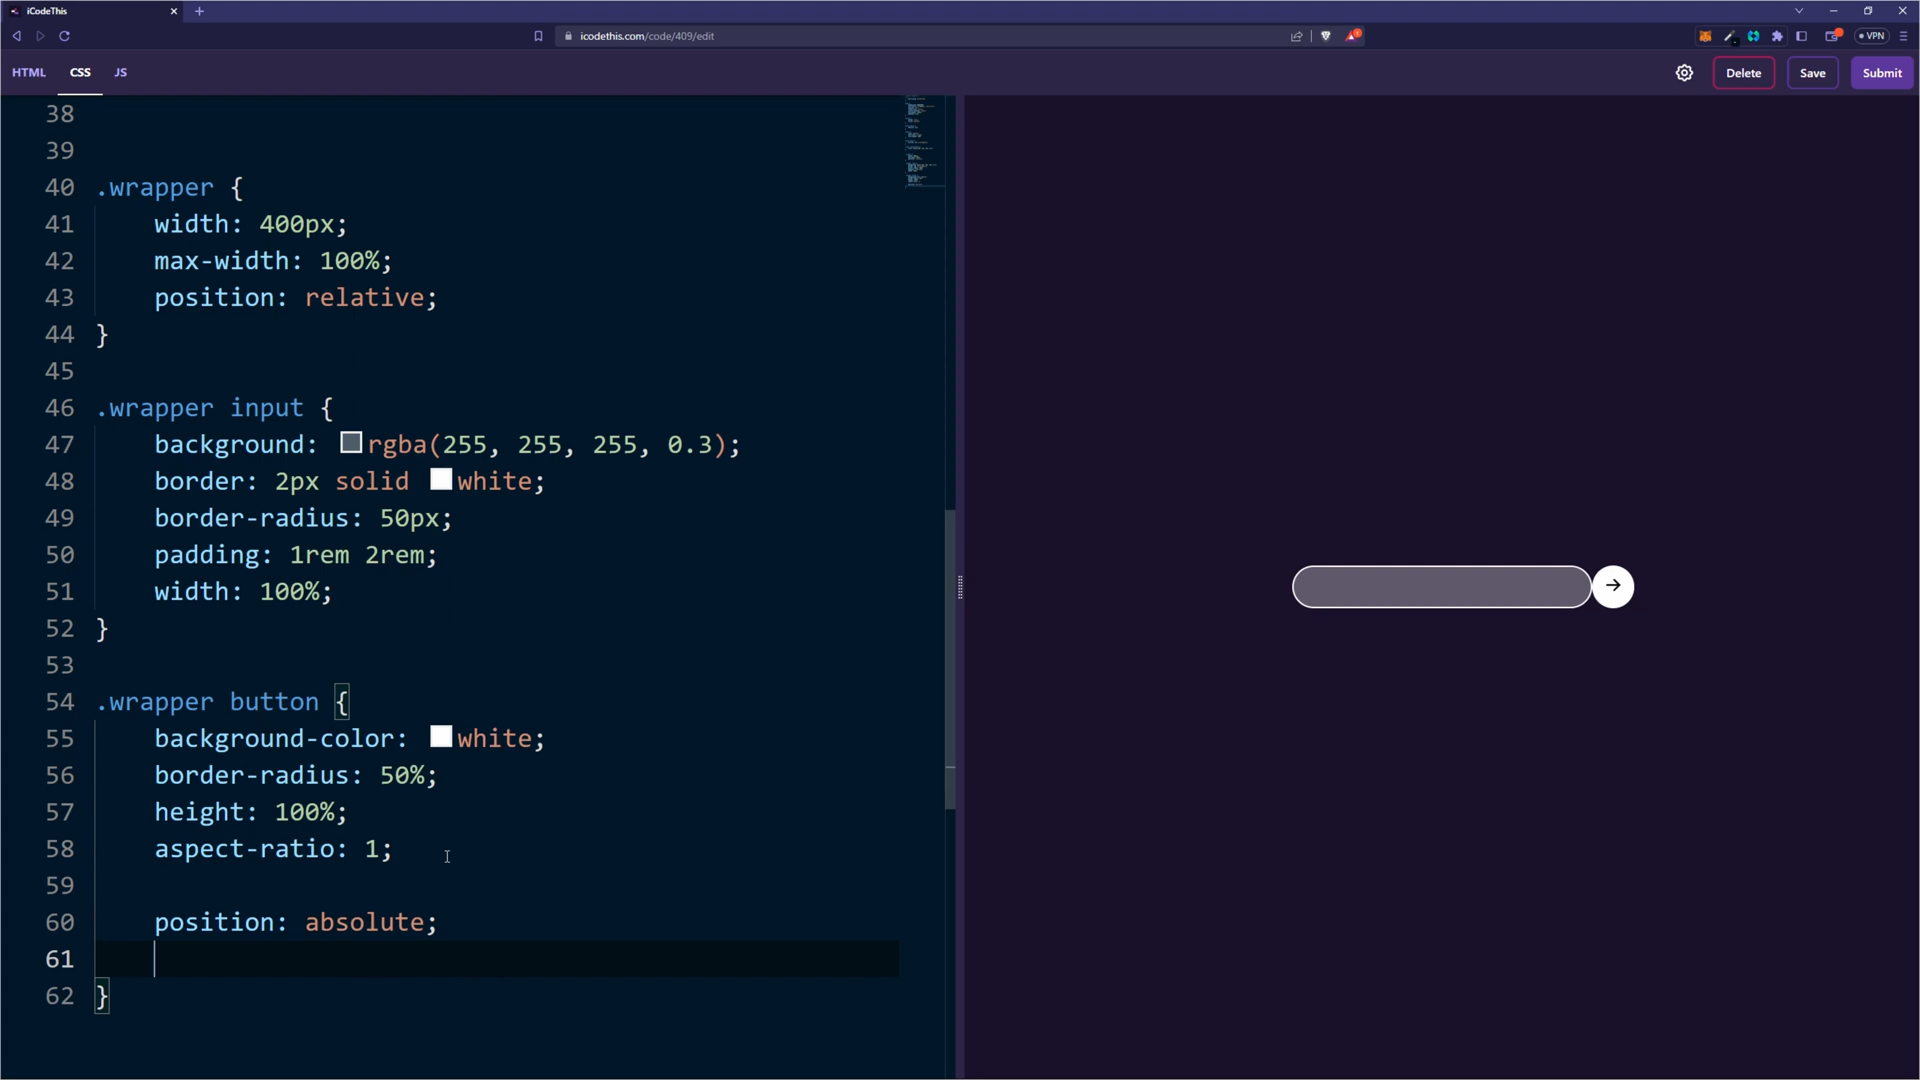 iCodeThis
icodethis.com/code/409/edit
VPN
HTML CSS JS
Delete Save Submit
38
39
40 .wrapper {
41 width: 400px;
42 max-width: 100%;
43 position: relative;
44 }
45
46 .wrapper input {
47 background: rgba(255, 255, 255, 0.3);
48 border: 2px solid white;
49 border-radius: 50px;
50 padding: 1rem 2rem;
51 width: 100%;
52 }
53
54 .wrapper button {
55 background-color: white;
56 border-radius: 50%;
57 height: 100%;
58 aspect-ratio: 1;
59
60 position: absolute;
61
62 }